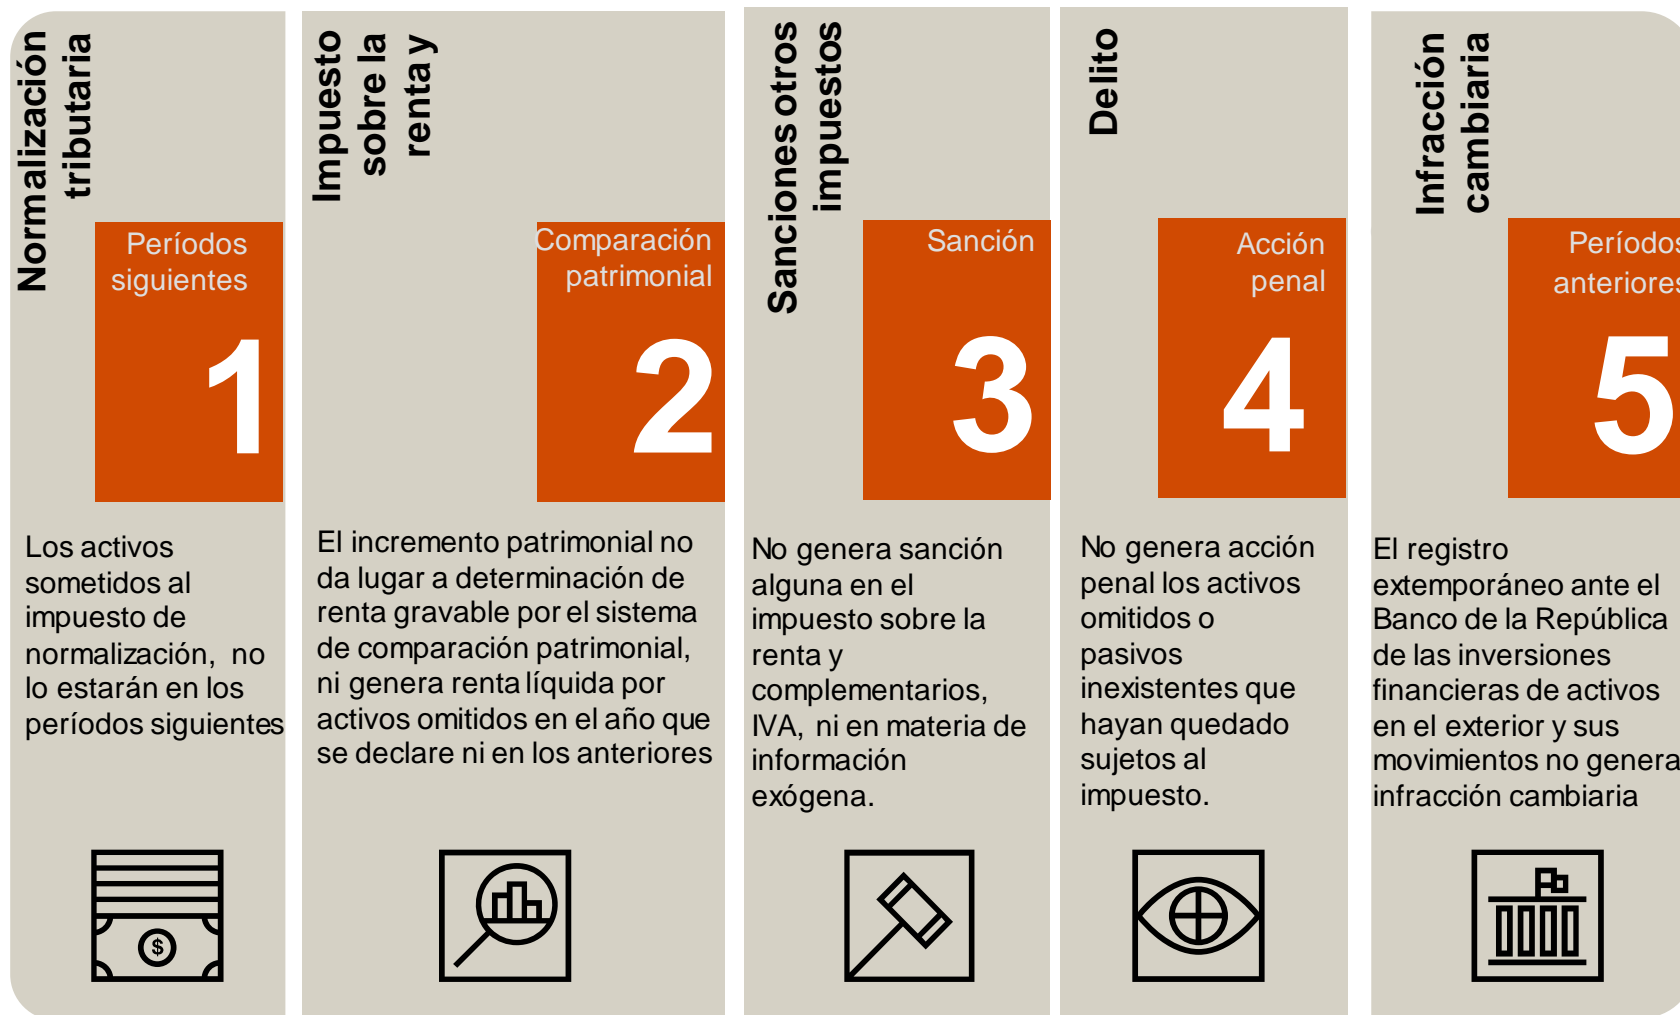 Normalización
tributaria
Períodos
siguientes
1
Los activos
sometidos al
impuesto de
normalización, no
lo estarán en los
períodos siguientes
Impuesto
sobre la
renta y
Comparación
patrimonial
2
El incremento patrimonial no
da lugar a determinación de
renta gravable por el sistema
de comparación patrimonial,
ni genera renta líquida por
activos omitidos en el año que
se declare ni en los anteriores
Sanciones otros
impuestos
Sanción
3
No genera sanción
alguna en el
impuesto sobre la
renta y
complementarios,
IVA, ni en materia de
información
exógena.
Delito
Acción
penal
4
No genera acción
penal los activos
omitidos o
pasivos
inexistentes que
hayan quedado
sujetos al
impuesto.
Infracción
cambiaria
Períodos
anteriores
5
El registro
extemporáneo ante el
Banco de la República
de las inversiones
financieras de activos
en el exterior y sus
movimientos no genera
infracción cambiaria
$